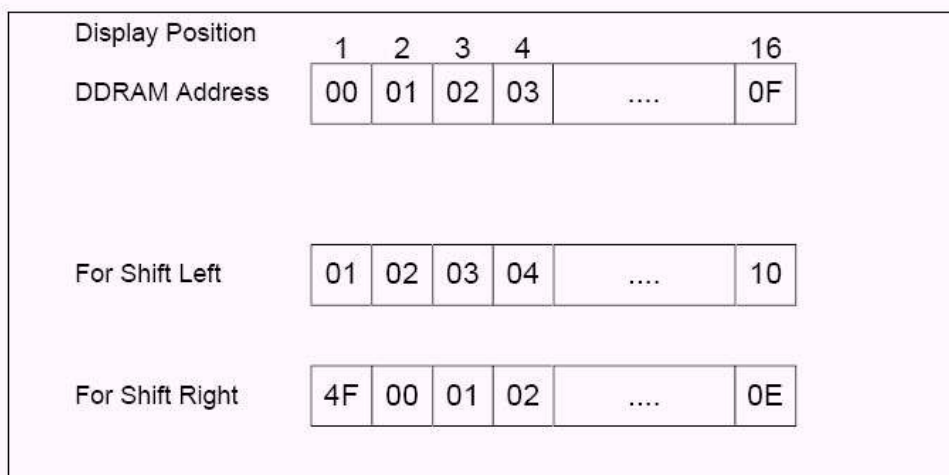 Display Position 1 2 3 4 16
DDRAM Address 00 01 02 03 .... 0F
For Shift Left 01 02 03 04 .... 10
For Shift Right 4F 00 01 02 .... 0E